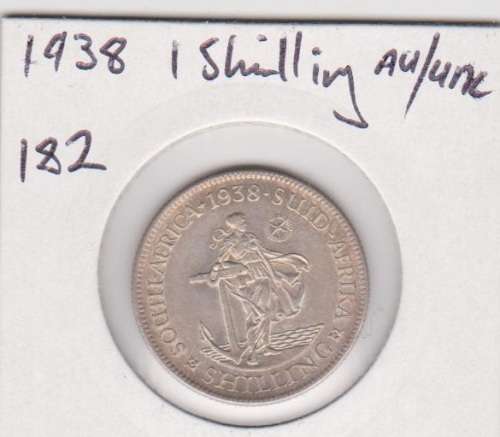 1938 1 Shilling AU/UNC
182
SOUTH AFRICA · 1938 · SUID-AFRIKA
SHILLING